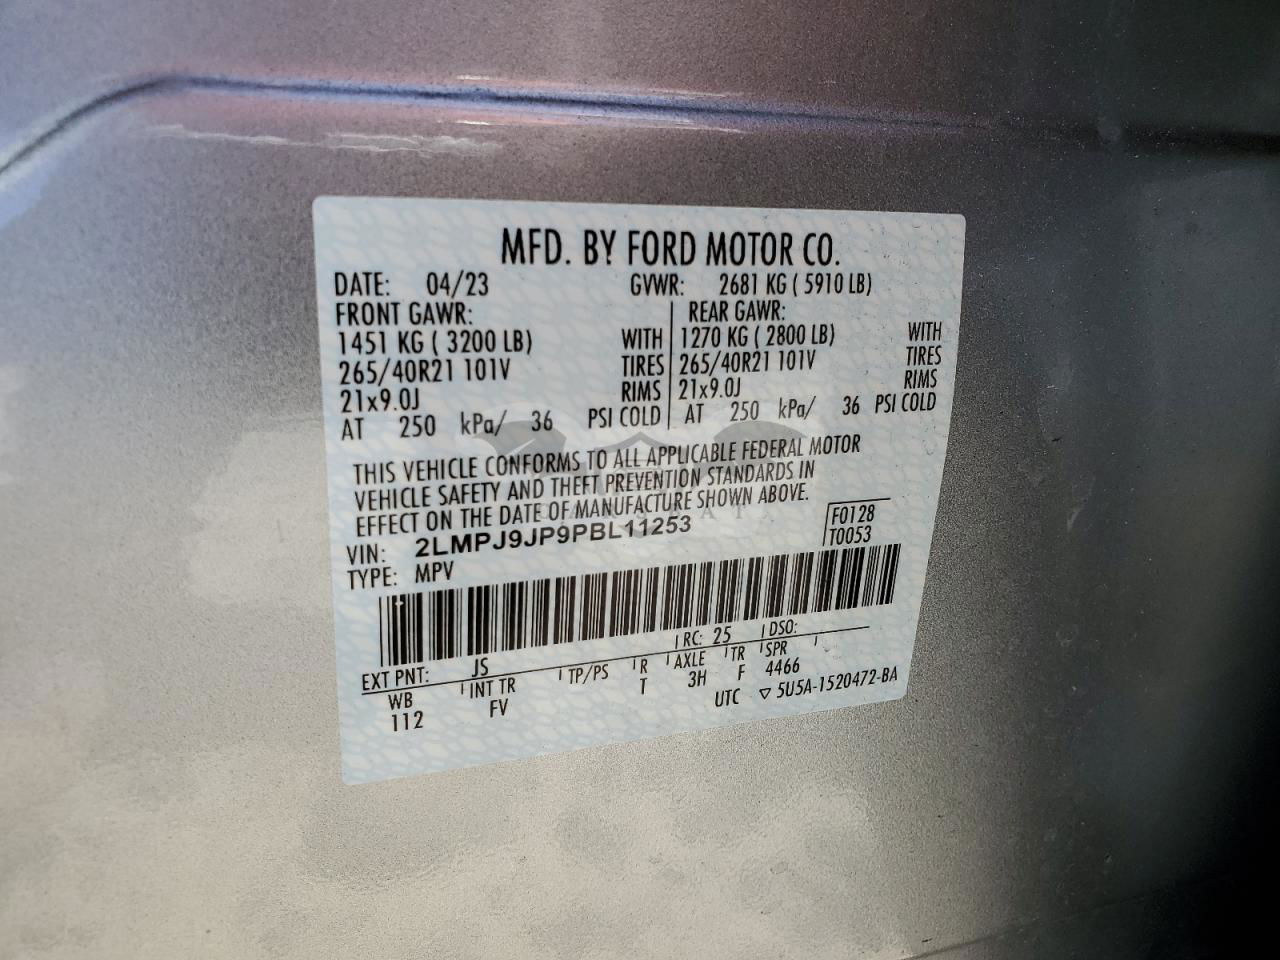 MFD. BY FORD MOTOR CO.
DATE: 04/23 GVWR: 2681 KG ( 5910 LB)
FRONT GAWR: REAR GAWR:
1451 KG ( 3200 LB) WITH 1270 KG ( 2800 LB) WITH
265/40R21 101V TIRES 265/40R21 101V TIRES
21x9.0J RIMS 21x9.0J RIMS
AT 250 kPa/ 36 PSI COLD AT 250 kPa/ 36 PSI COLD
THIS VEHICLE CONFORMS TO ALL APPLICABLE FEDERAL MOTOR
VEHICLE SAFETY AND THEFT PREVENTION STANDARDS IN
EFFECT ON THE DATE OF MANUFACTURE SHOWN ABOVE.
VIN: 2LMPJ9JP9PBL11253 F0128
TYPE: MPV T0053
EXT PNT: JS RC: 25 DSO:
WB INT TR TP/PS R AXLE TR SPR
112 FV T 3H F 4466
UTC ▽ 5U5A-1520472-BA